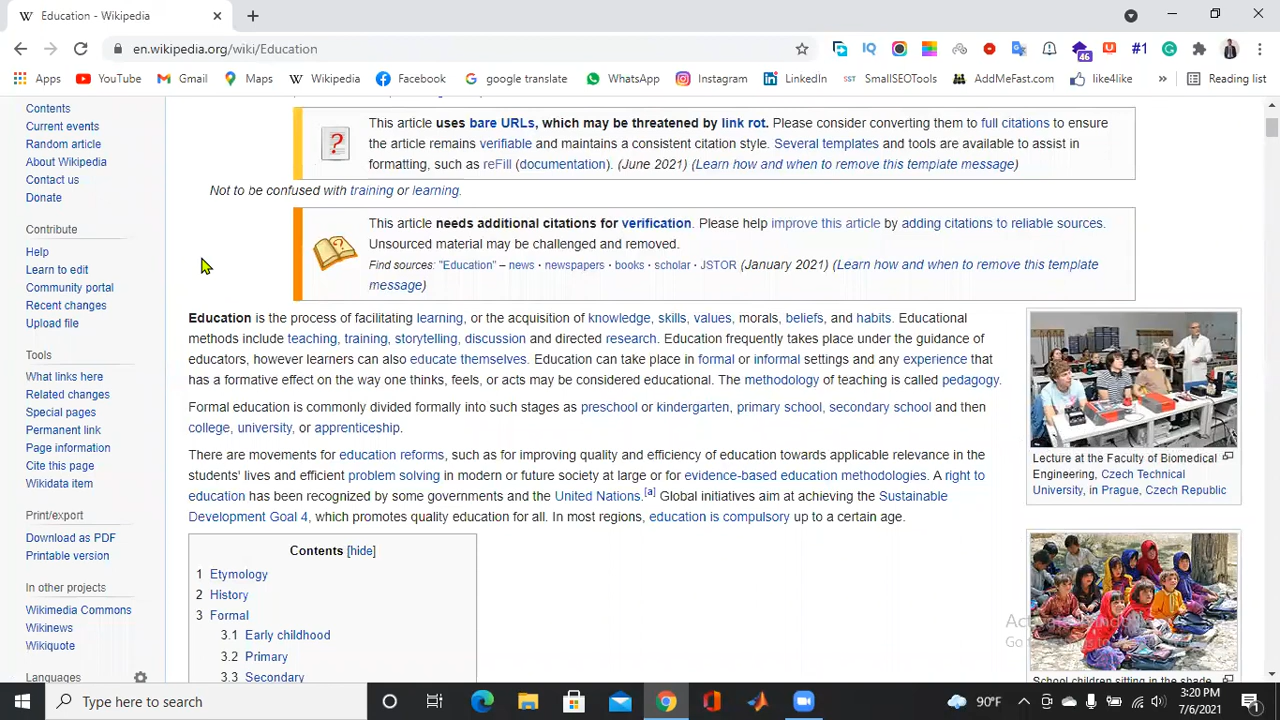 Education - Wikipedia
en.wikipedia.org/wiki/Education
IQ
46
#1
Apps
YouTube
Gmail
Maps
Wikipedia
Facebook
google translate
WhatsApp
Instagram
LinkedIn
SST SmallSEOTools
AddMeFast.com
like4like
»
Reading list
Contents
Current events
Random article
About Wikipedia
Contact us
Donate
Contribute
Help
Learn to edit
Community portal
Recent changes
Upload file
Tools
What links here
Related changes
Special pages
Permanent link
Page information
Cite this page
Wikidata item
Print/export
Download as PDF
Printable version
In other projects
Wikimedia Commons
Wikinews
Wikiquote
Languages
This article uses bare URLs, which may be threatened by link rot. Please consider converting them to full citations to ensure
the article remains verifiable and maintains a consistent citation style. Several templates and tools are available to assist in
formatting, such as reFill (documentation). (June 2021) (Learn how and when to remove this template message)
Not to be confused with training or learning.
This article needs additional citations for verification. Please help improve this article by adding citations to reliable sources.
Unsourced material may be challenged and removed.
Find sources: "Education" – news · newspapers · books · scholar · JSTOR (January 2021) (Learn how and when to remove this template
message)
Education is the process of facilitating learning, or the acquisition of knowledge, skills, values, morals, beliefs, and habits. Educational
methods include teaching, training, storytelling, discussion and directed research. Education frequently takes place under the guidance of
educators, however learners can also educate themselves. Education can take place in formal or informal settings and any experience that
has a formative effect on the way one thinks, feels, or acts may be considered educational. The methodology of teaching is called pedagogy.
Formal education is commonly divided formally into such stages as preschool or kindergarten, primary school, secondary school and then
college, university, or apprenticeship.
There are movements for education reforms, such as for improving quality and efficiency of education towards applicable relevance in the
students' lives and efficient problem solving in modern or future society at large or for evidence-based education methodologies. A right to
education has been recognized by some governments and the United Nations.[a] Global initiatives aim at achieving the Sustainable
Development Goal 4, which promotes quality education for all. In most regions, education is compulsory up to a certain age.
Contents [hide]
1 Etymology
2 History
3 Formal
3.1 Early childhood
3.2 Primary
3.3 Secondary
Lecture at the Faculty of Biomedical
Engineering, Czech Technical
University, in Prague, Czech Republic
School children sitting in the shade
Type here to search
90°F
3:20 PM
7/6/2021
1